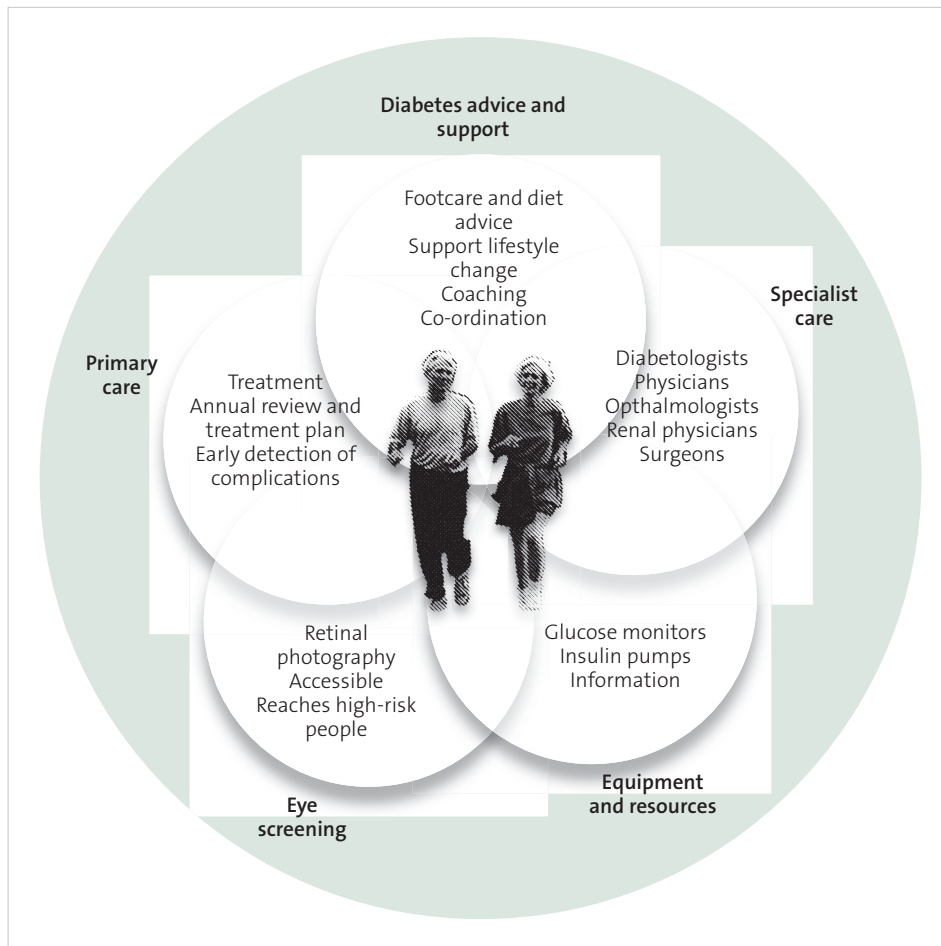 Diabetes advice and
support
Footcare and diet
advice
Support lifestyle
change
Coaching
Co-ordination
Specialist
care
Diabetologists
Physicians
Opthalmologists
Renal physicians
Surgeons
Primary
care
Treatment
Annual review and
treatment plan
Early detection of
complications
Retinal
photography
Accessible
Reaches high-risk
people
Eye
screening
Glucose monitors
Insulin pumps
Information
Equipment
and resources